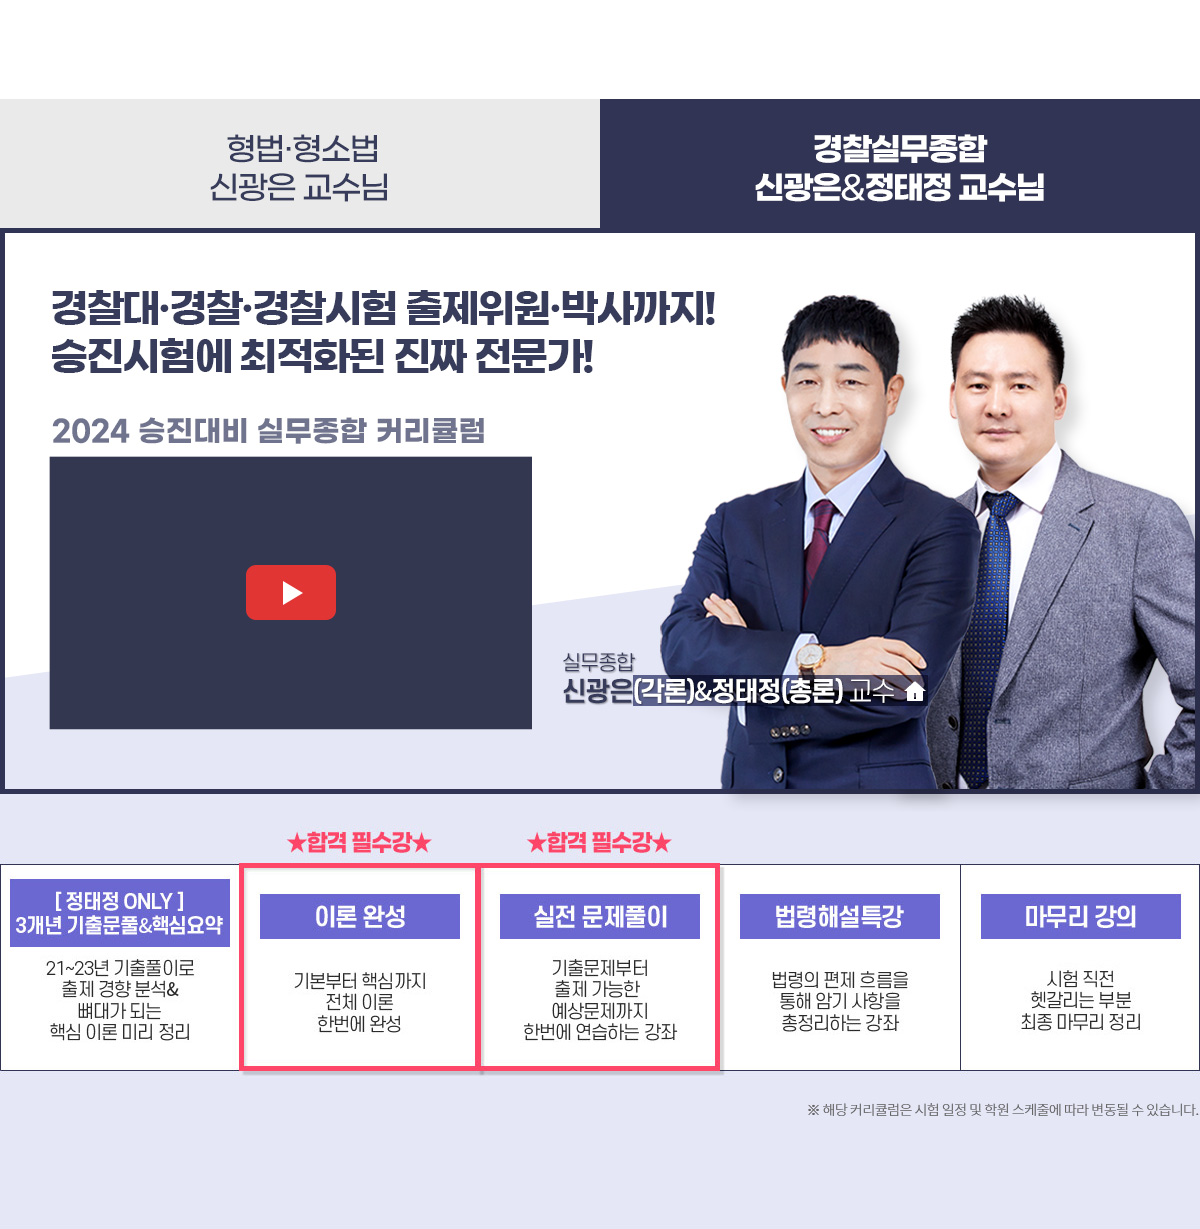 형법·형소법
신광은 교수님
경찰실무종합
신광은&정태정 교수님
경찰대·경찰·경찰시험 출제위원·박사까지!
승진시험에 최적화된 진짜 전문가!
2024 승진대비 실무종합 커리큘럼
실무종합
신광은(각론)&정태정(총론) 교수
★합격 필수강★
★합격 필수강★
[ 정태정 ONLY ]
3개년 기출문풀&핵심요약
21~23년 기출풀이로
출제 경향 분석&
뼈대가 되는
핵심 이론 미리 정리
이론 완성
기본부터 핵심까지
전체 이론
한번에 완성
실전 문제풀이
기출문제부터
출제 가능한
예상문제까지
한번에 연습하는 강좌
법령해설특강
법령의 편제 흐름을
통해 암기 사항을
총정리하는 강좌
마무리 강의
시험 직전
헷갈리는 부분
최종 마무리 정리
※ 해당 커리큘럼은 시험 일정 및 학원 스케줄에 따라 변동될 수 있습니다.